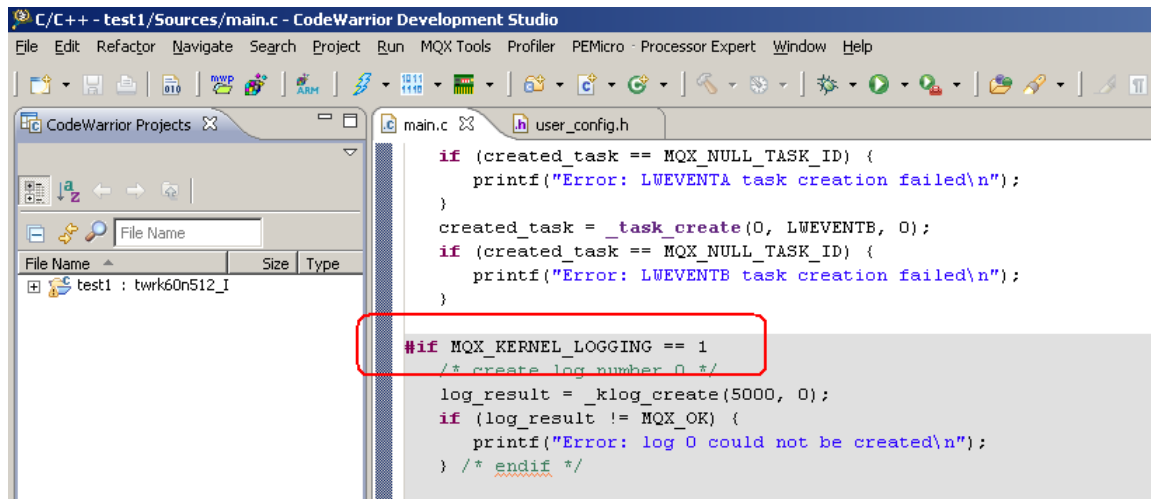 C/C++ - test1/Sources/main.c - CodeWarrior Development Studio
File Edit Refactor Navigate Search Project Run MQX Tools Profiler PEMicro Processor Expert Window Help
CodeWarrior Projects
main.c
user_config.h
File Name
File Name Size Type
test1 : twrk60n512_I
if (created_task == MQX_NULL_TASK_ID) {
printf("Error: LWEVENTA task creation failed\n");
}
created_task = _task_create(0, LWEVENTB, 0);
if (created_task == MQX_NULL_TASK_ID) {
printf("Error: LWEVENTB task creation failed\n");
}
#if MQX_KERNEL_LOGGING == 1
/* create log number 0 */
log_result = _klog_create(5000, 0);
if (log_result != MQX_OK) {
printf("Error: log 0 could not be created\n");
} /* endif */